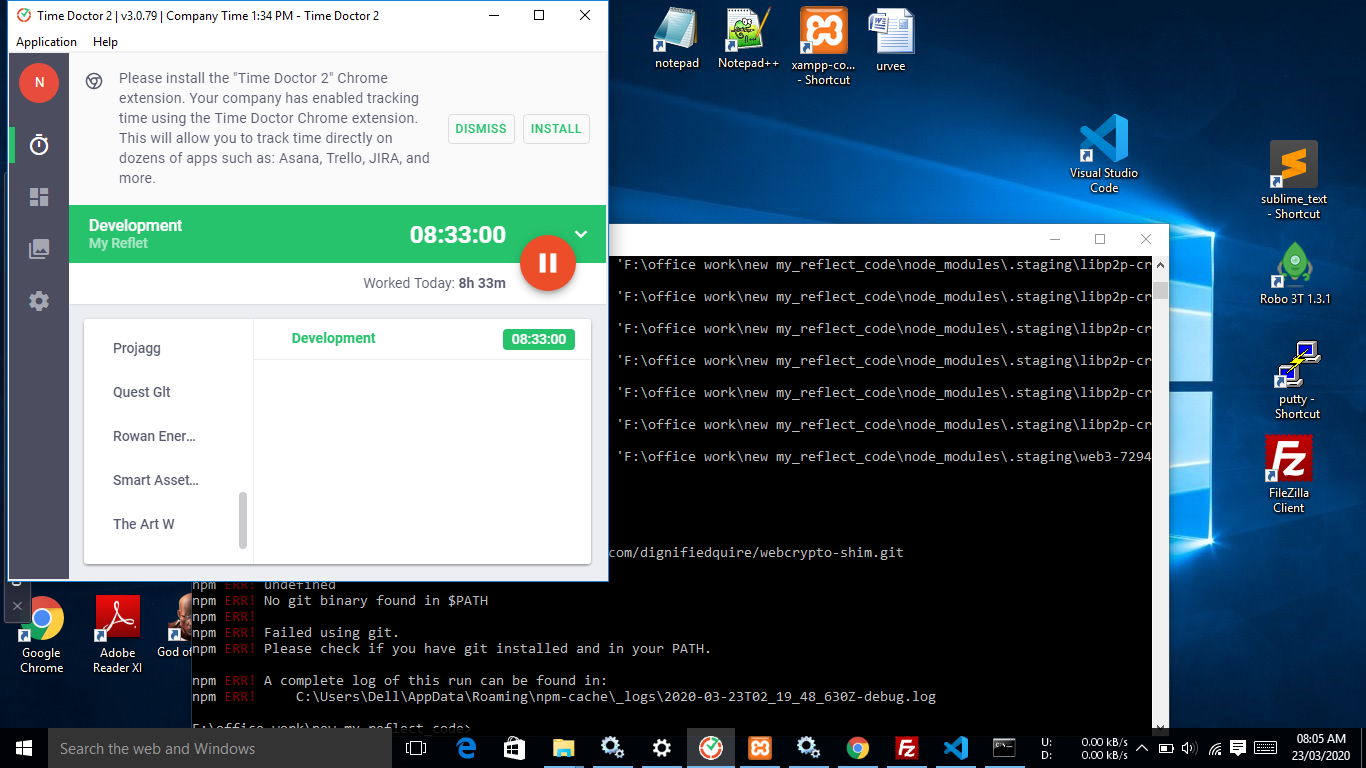 Time Doctor 2 | v3.0.79 | Company Time 1:34 PM - Time Doctor 2
Application Help
N
Please install the "Time Doctor 2" Chrome
extension. Your company has enabled tracking
time using the Time Doctor Chrome extension.
This will allow you to track time directly on
dozens of apps such as: Asana, Trello, JIRA, and
more.
DISMISS INSTALL
Development
My Reflet
08:33:00
Worked Today: 8h 33m
Projagg
Quest Glt
Rowan Ener...
Smart Asset...
The Art W
Development 08:33:00
notepad
Notepad++
xampp-co...
- Shortcut
urvee
Visual Studio
Code
sublime_text
- Shortcut
Robo 3T 1.3.1
putty -
Shortcut
FileZilla
Client
'F:\office work\new my_reflect_code\node_modules\.staging\libp2p-cr
'F:\office work\new my_reflect_code\node_modules\.staging\libp2p-cr
'F:\office work\new my_reflect_code\node_modules\.staging\libp2p-cr
'F:\office work\new my_reflect_code\node_modules\.staging\libp2p-cr
'F:\office work\new my_reflect_code\node_modules\.staging\libp2p-cr
'F:\office work\new my_reflect_code\node_modules\.staging\libp2p-cr
'F:\office work\new my_reflect_code\node_modules\.staging\web3-7294
com/dignifiedquire/webcrypto-shim.git
npm ERR! undefined
npm ERR! No git binary found in $PATH
npm ERR!
npm ERR! Failed using git.
npm ERR! Please check if you have git installed and in your PATH.
npm ERR! A complete log of this run can be found in:
npm ERR!     C:\Users\Dell\AppData\Roaming\npm-cache\_logs\2020-03-23T02_19_48_630Z-debug.log
F:\office work\new my_reflect_code>
Google
Chrome
Adobe
Reader XI
God of
Search the web and Windows
U: 0.00 kB/s
D: 0.00 kB/s
08:05 AM
23/03/2020